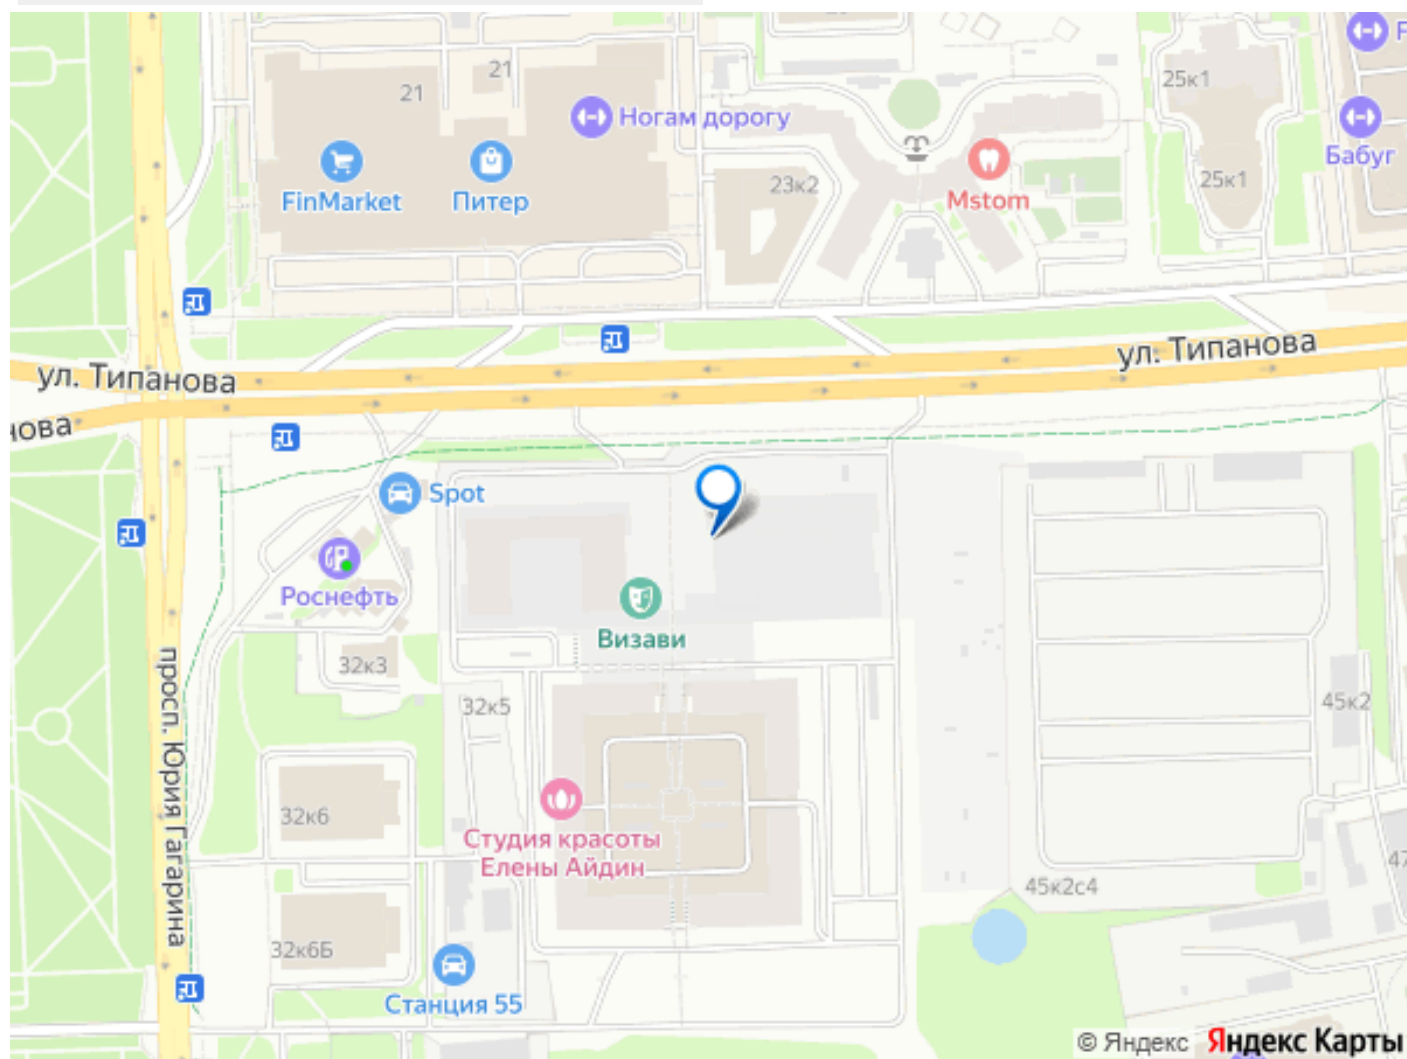 21
21
25к1
Ногам дорогу
FinMarket
Питер
23к2
Mstom
25к1
Бабуг
ул. Типанова
ул. Типанова
нова
Spot
Роснефть
Визави
32к3
32к5
45к2
просп. Юрия Гагарина
32к6
Студия красоты
Елены Айдин
45к2с4
47
32к6Б
Станция 55
© Яндекс Яндекс Карты